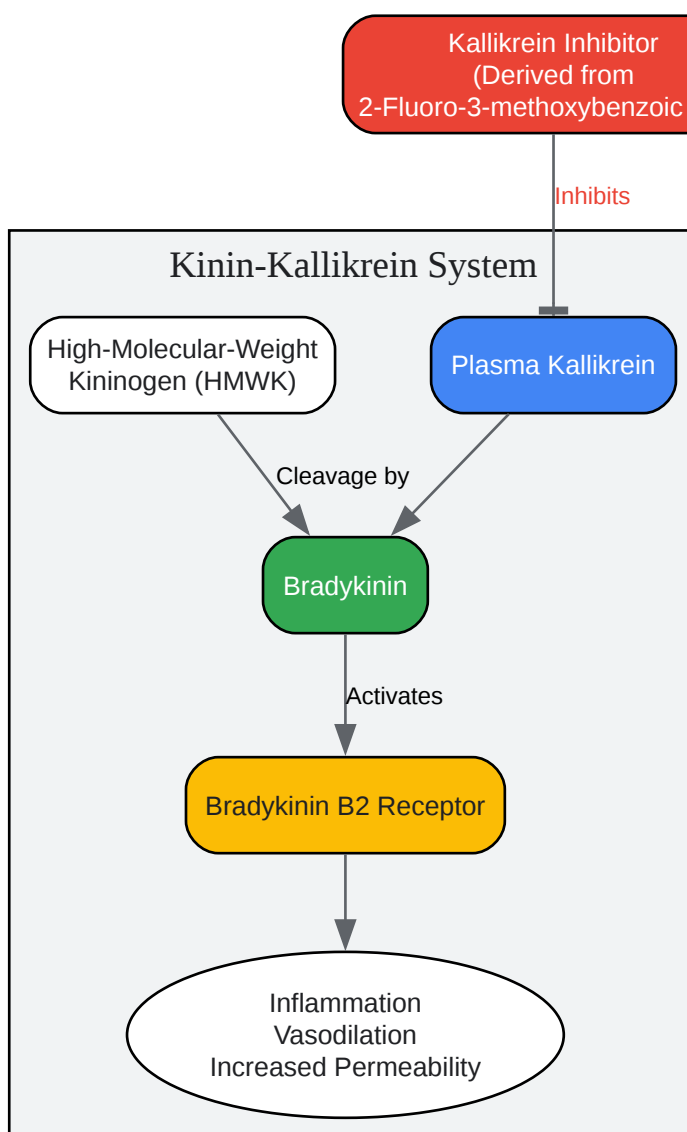 Kallikrein Inhibitor
(Derived from
2-Fluoro-3-methoxybenzoic
Inhibits
Kinin-Kallikrein System
High-Molecular-Weight
Kininogen (HMWK)
Plasma Kallikrein
Cleavage by
Bradykinin
Activates
Bradykinin B2 Receptor
Inflammation
Vasodilation
Increased Permeability